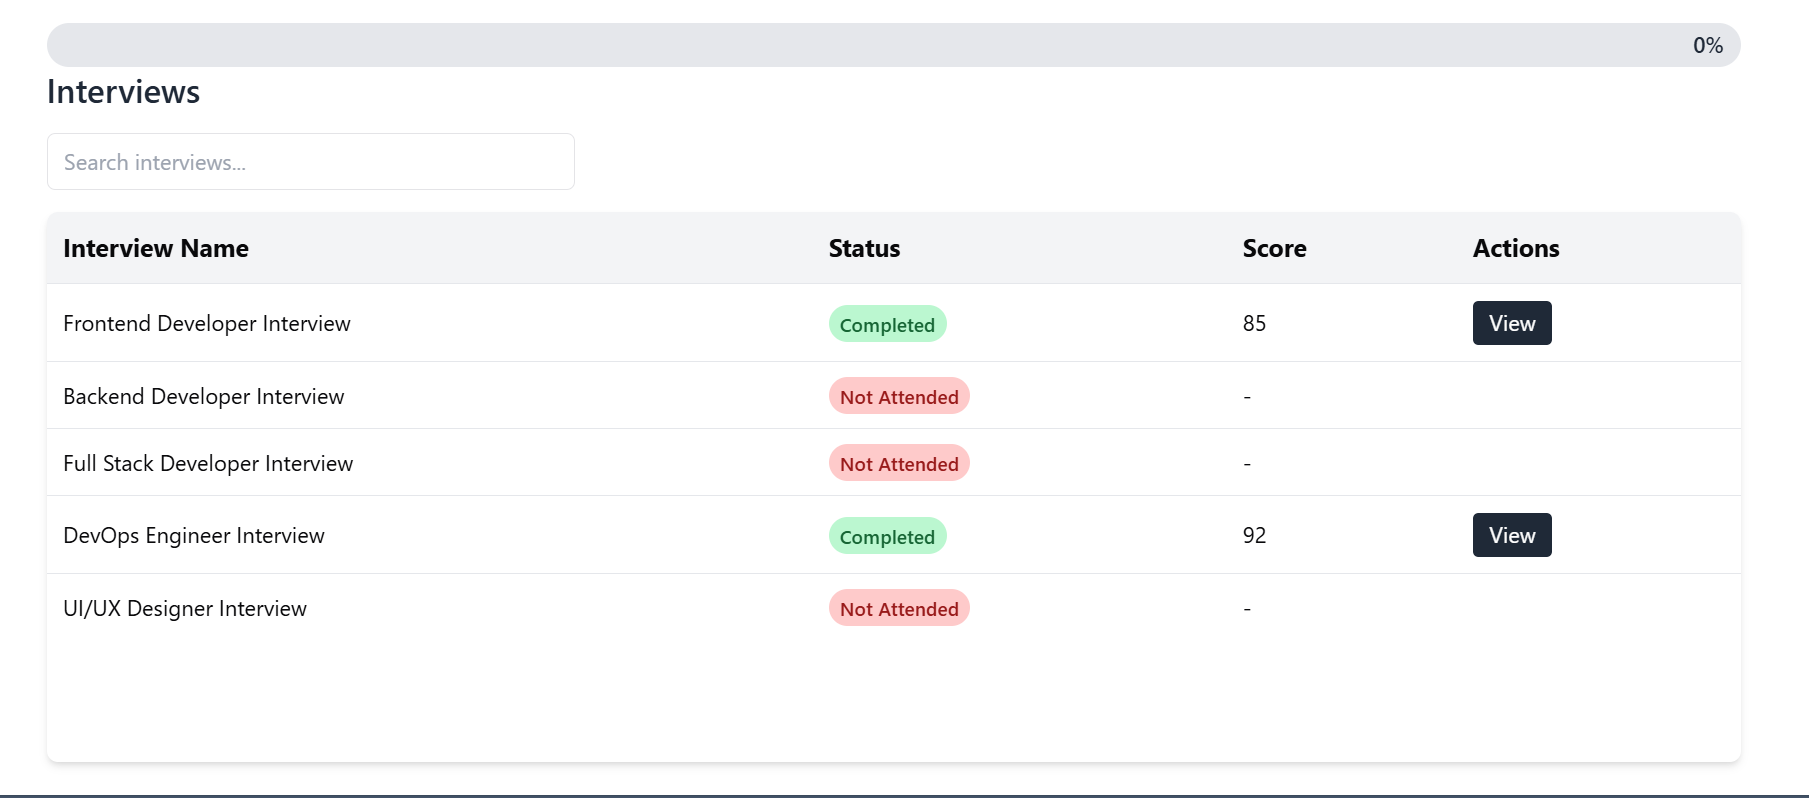 0%
Interviews
Search interviews...
Interview Name Status Score Actions
Frontend Developer Interview Completed 85 View
Backend Developer Interview Not Attended -
Full Stack Developer Interview Not Attended -
DevOps Engineer Interview Completed 92 View
UI/UX Designer Interview Not Attended -